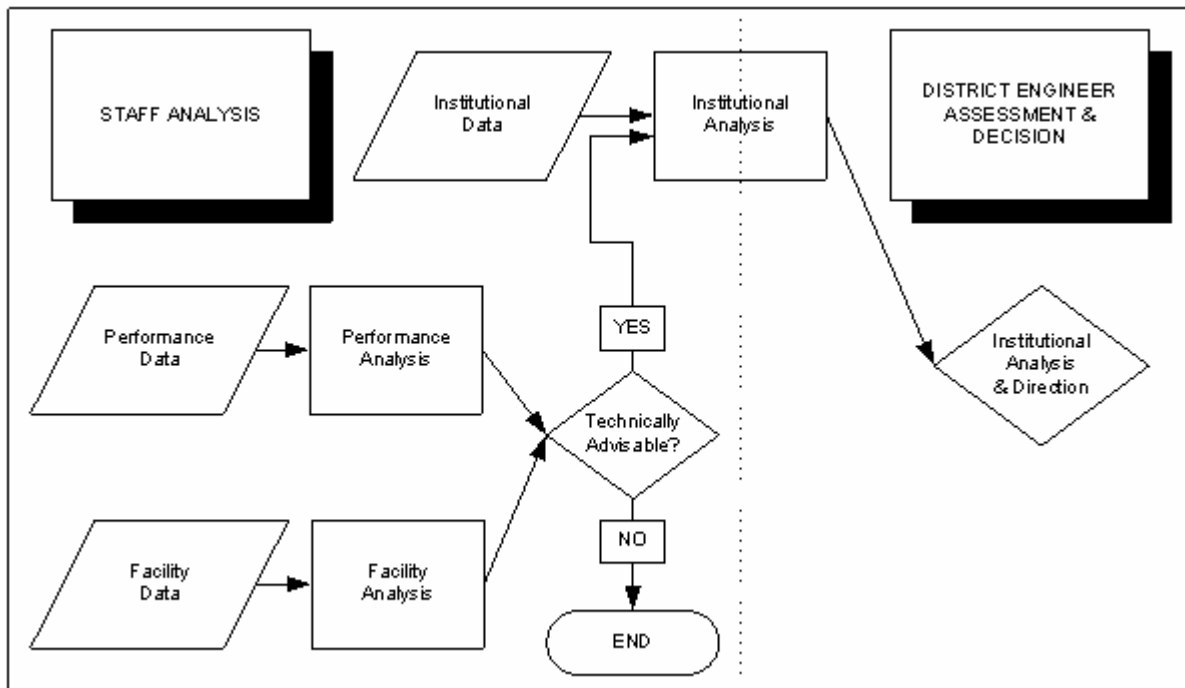 STAFF ANALYSIS
Institutional
Data
Institutional
Analysis
DISTRICT ENGINEER
ASSESSMENT &
DECISION
Performance
Data
Performance
Analysis
YES
Institutional
Analysis
& Direction
Technically
Advisable?
Facility
Data
Facility
Analysis
NO
END